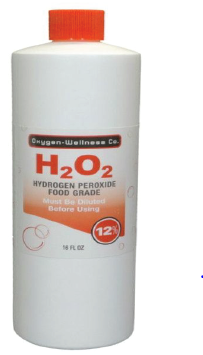 Oxygen-Wellness Co.
H2O2
HYDROGEN PEROXIDE
FOOD GRADE
Must Be Diluted
Before Using
12%
16 FL OZ